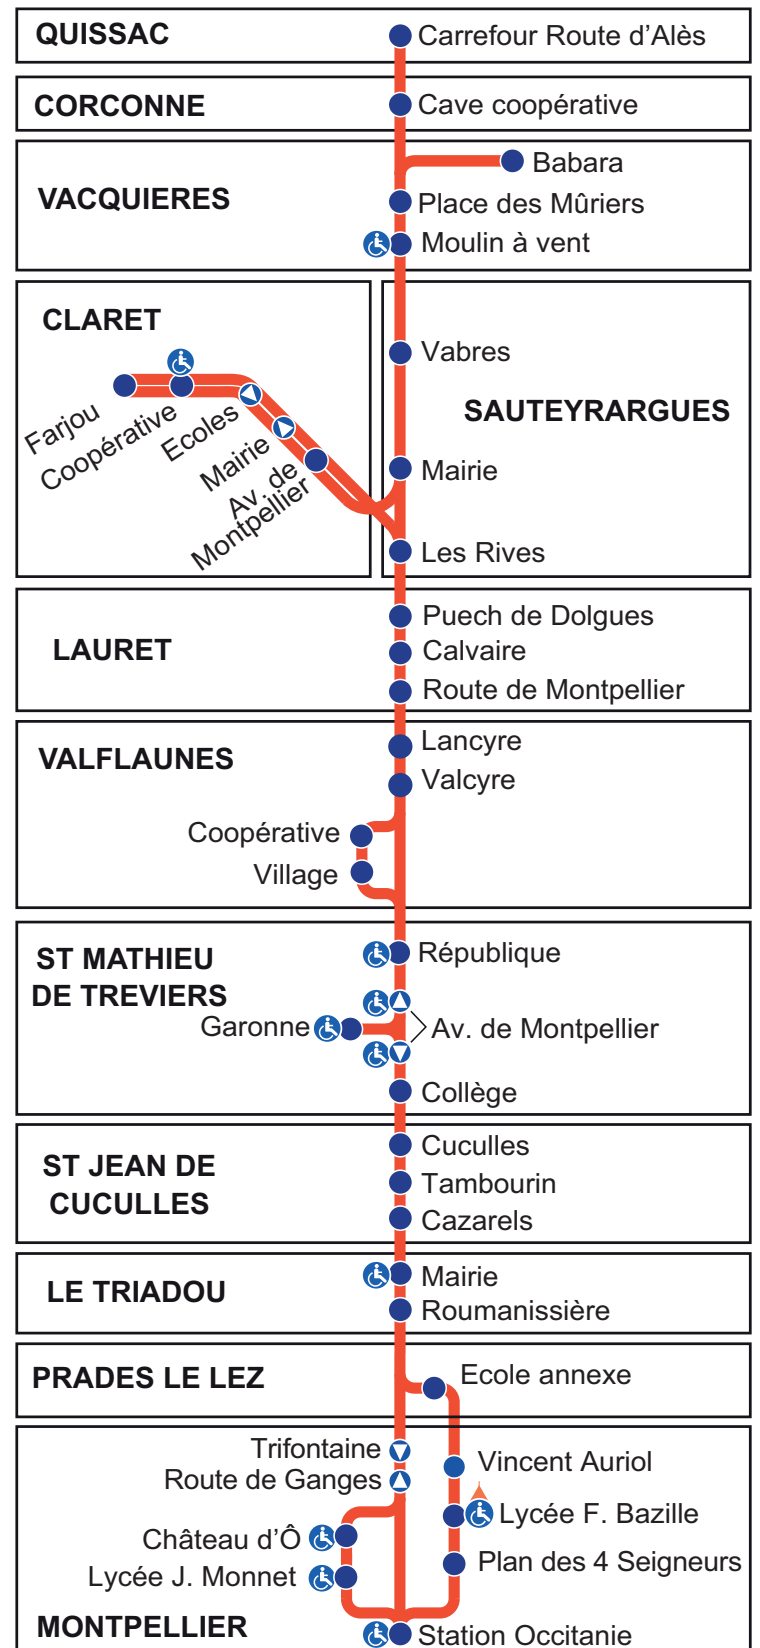 QUISSAC
Carrefour Route d'Alès
CORCONNE
Cave coopérative
VACQUIERES
Babara
Place des Mûriers
Moulin à vent
CLARET
Farjou
Coopérative
Ecoles
Mairie
Av. de
Montpellier
SAUTEYRARGUES
Vabres
Mairie
Les Rives
LAURET
Puech de Dolgues
Calvaire
Route de Montpellier
VALFLAUNES
Lancyre
Valcyre
Coopérative
Village
ST MATHIEU
DE TREVIERS
République
Garonne
Av. de Montpellier
Collège
ST JEAN DE
CUCULLES
Cuculles
Tambourin
Cazarels
LE TRIADOU
Mairie
Roumanissière
PRADES LE LEZ
Ecole annexe
Trifontaine
Route de Ganges
Vincent Auriol
Lycée F. Bazille
Château d'Ô
Plan des 4 Seigneurs
Lycée J. Monnet
MONTPELLIER
Station Occitanie